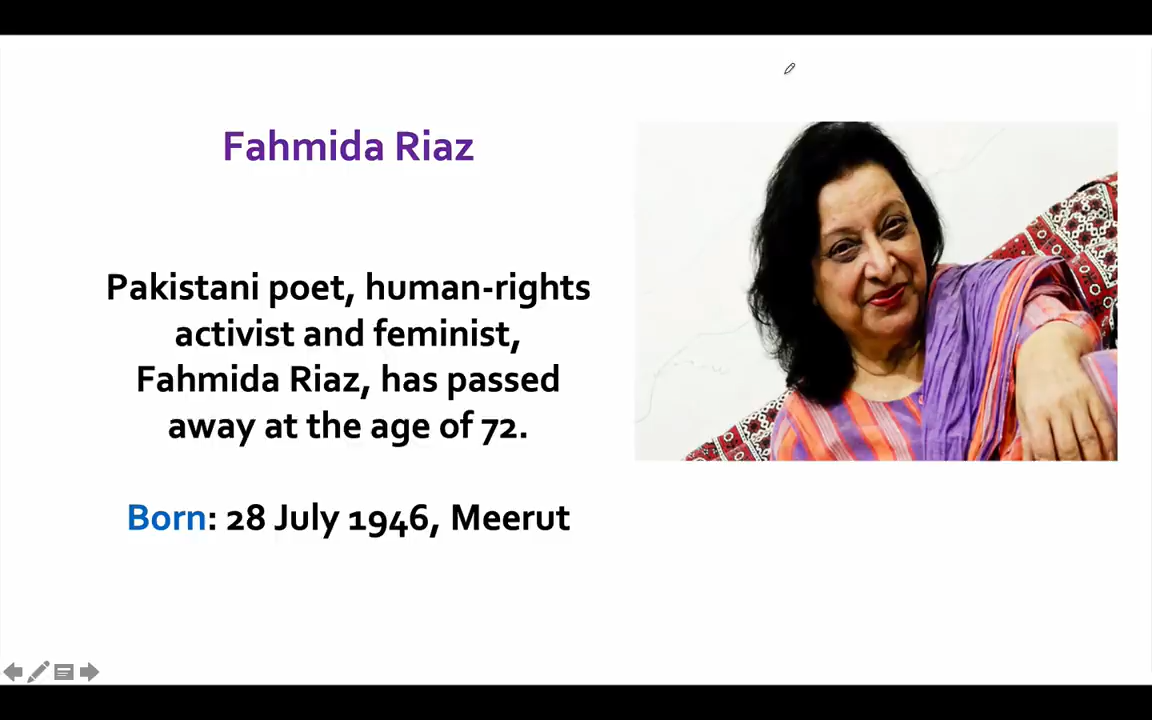 Fahmida Riaz
Pakistani poet, human-rights
activist and feminist,
Fahmida Riaz, has passed
away at the age of 72.
Born: 28 July 1946, Meerut